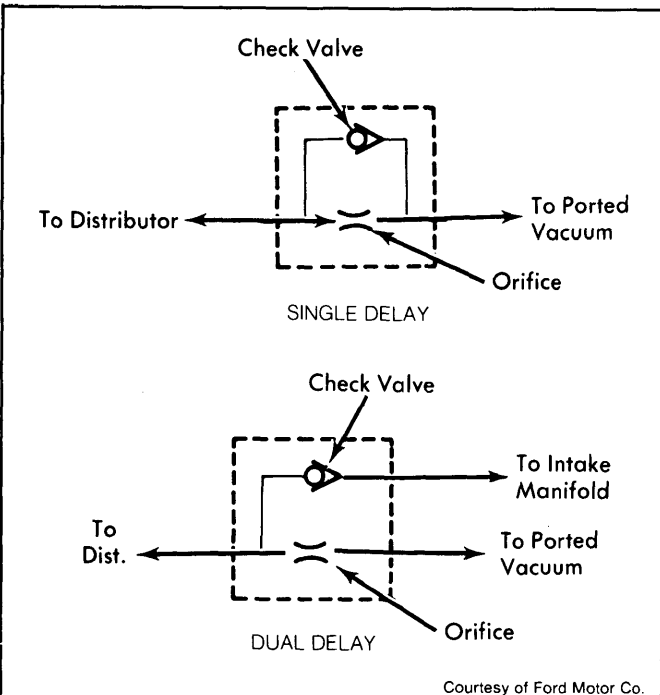 Check Valve
To Distributor
To Ported
Vacuum
Orifice
SINGLE DELAY
Check Valve
To Intake
Manifold
To
Dist.
To Ported
Vacuum
Orifice
DUAL DELAY
Courtesy of Ford Motor Co.